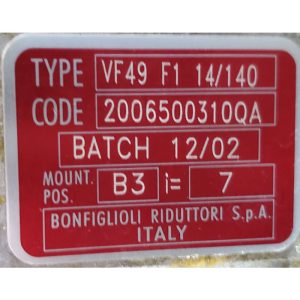 TYPE VF49 F1 14/140
CODE 2006500310QA
BATCH 12/02
MOUNT. POS. B3 i= 7
BONFIGLIOLI RIDUTTORI S.p.A.
ITALY